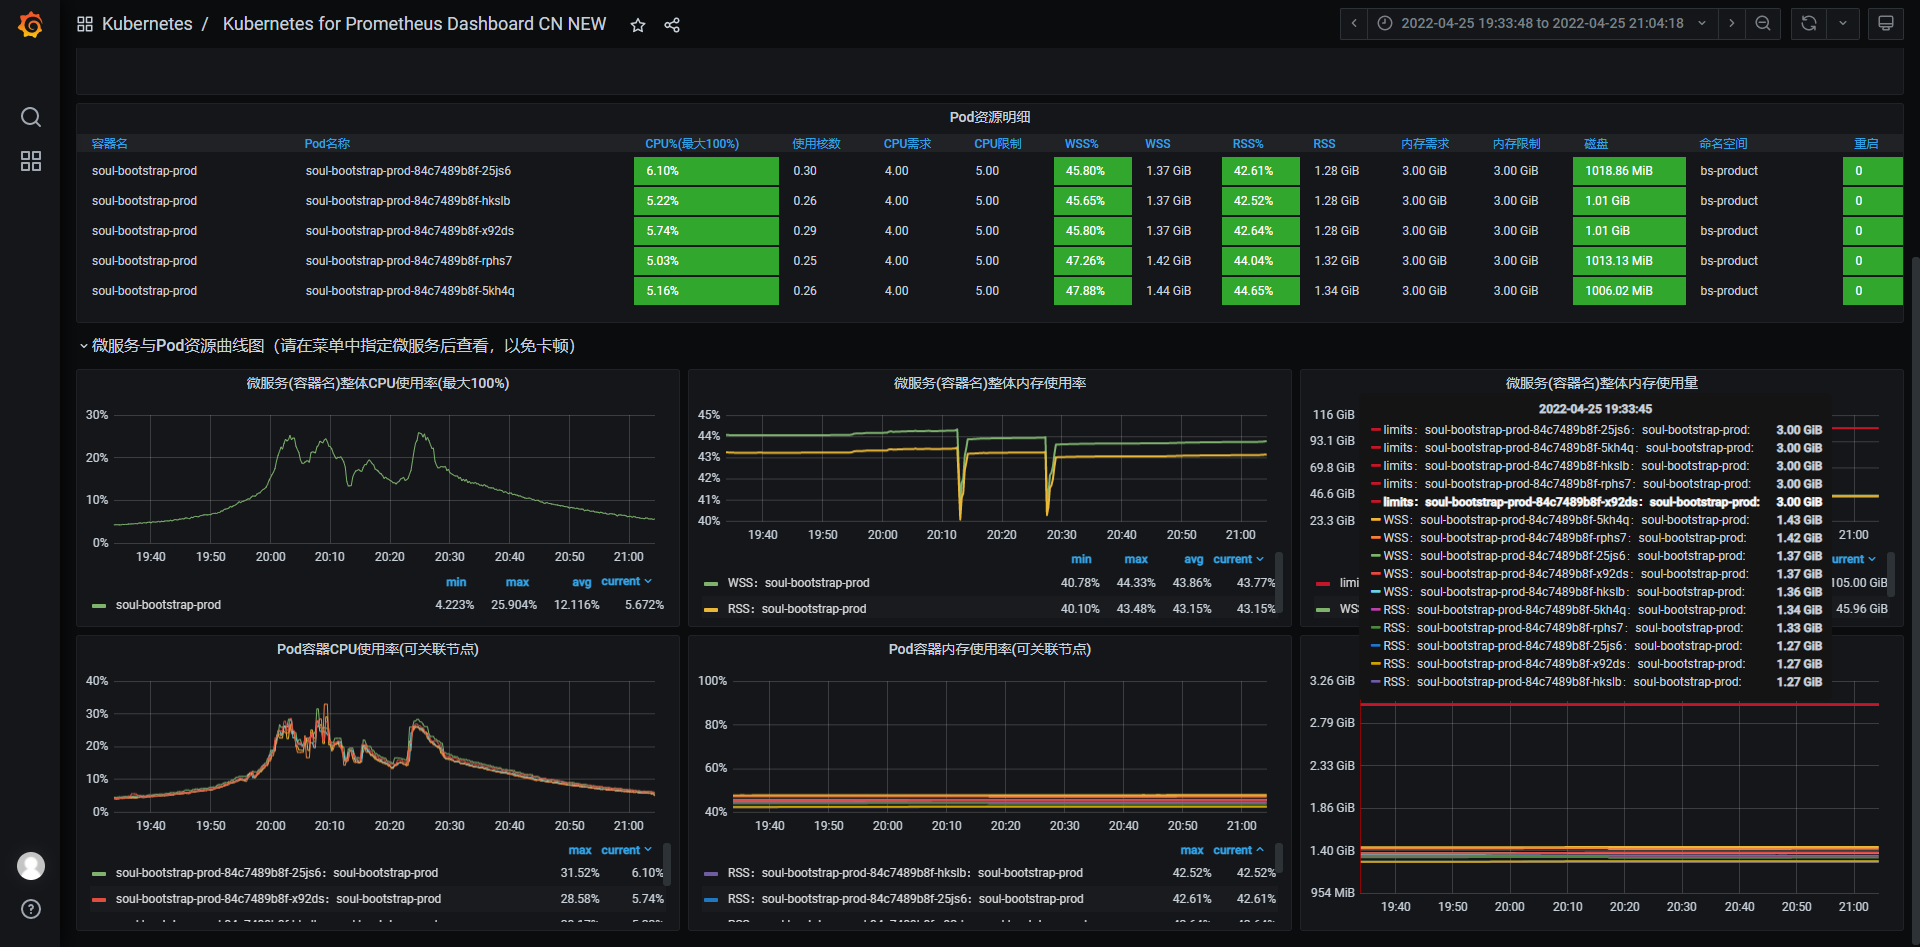 Kubernetes / Kubernetes for Prometheus Dashboard CN NEW
2022-04-25 19:33:48 to 2022-04-25 21:04:18
Pod资源明细
容器名 Pod名称 CPU%(最大100%) 使用核数 CPU需求 CPU限制 WSS% WSS RSS% RSS 内存需求 内存限制 磁盘 命名空间 重启
soul-bootstrap-prod soul-bootstrap-prod-84c7489b8f-25js6 6.10% 0.30 4.00 5.00 45.80% 1.37 GiB 42.61% 1.28 GiB 3.00 GiB 3.00 GiB 1018.86 MiB bs-product 0
soul-bootstrap-prod soul-bootstrap-prod-84c7489b8f-hkslb 5.22% 0.26 4.00 5.00 45.65% 1.37 GiB 42.52% 1.28 GiB 3.00 GiB 3.00 GiB 1.01 GiB bs-product 0
soul-bootstrap-prod soul-bootstrap-prod-84c7489b8f-x92ds 5.74% 0.29 4.00 5.00 45.80% 1.37 GiB 42.64% 1.28 GiB 3.00 GiB 3.00 GiB 1.01 GiB bs-product 0
soul-bootstrap-prod soul-bootstrap-prod-84c7489b8f-rphs7 5.03% 0.25 4.00 5.00 47.26% 1.42 GiB 44.04% 1.32 GiB 3.00 GiB 3.00 GiB 1013.13 MiB bs-product 0
soul-bootstrap-prod soul-bootstrap-prod-84c7489b8f-5kh4q 5.16% 0.26 4.00 5.00 47.88% 1.44 GiB 44.65% 1.34 GiB 3.00 GiB 3.00 GiB 1006.02 MiB bs-product 0
微服务与Pod资源曲线图（请在菜单中指定微服务后查看，以免卡顿）
微服务(容器名)整体CPU使用率(最大100%)
30%
20%
10%
0%
19:40 19:50 20:00 20:10 20:20 20:30 20:40 20:50 21:00
min max avg current
soul-bootstrap-prod 4.223% 25.904% 12.116% 5.672%
微服务(容器名)整体内存使用率
45%
44%
43%
42%
41%
40%
19:40 19:50 20:00 20:10 20:20 20:30 20:40 20:50 21:00
min max avg current
WSS：soul-bootstrap-prod 40.78% 44.33% 43.86% 43.77%
RSS：soul-bootstrap-prod 40.10% 43.48% 43.15% 43.15%
微服务(容器名)整体内存使用量
116 GiB
93.1 GiB
69.8 GiB
46.6 GiB
23.3 GiB
21:00
urrent
limi 105.00 GiB
WSS 45.96 GiB
2022-04-25 19:33:45
limits：soul-bootstrap-prod-84c7489b8f-25js6：soul-bootstrap-prod: 3.00 GiB
limits：soul-bootstrap-prod-84c7489b8f-5kh4q：soul-bootstrap-prod: 3.00 GiB
limits：soul-bootstrap-prod-84c7489b8f-hkslb：soul-bootstrap-prod: 3.00 GiB
limits：soul-bootstrap-prod-84c7489b8f-rphs7：soul-bootstrap-prod: 3.00 GiB
limits：soul-bootstrap-prod-84c7489b8f-x92ds：soul-bootstrap-prod: 3.00 GiB
WSS：soul-bootstrap-prod-84c7489b8f-5kh4q：soul-bootstrap-prod: 1.43 GiB
WSS：soul-bootstrap-prod-84c7489b8f-rphs7：soul-bootstrap-prod: 1.42 GiB
WSS：soul-bootstrap-prod-84c7489b8f-25js6：soul-bootstrap-prod: 1.37 GiB
WSS：soul-bootstrap-prod-84c7489b8f-x92ds：soul-bootstrap-prod: 1.37 GiB
WSS：soul-bootstrap-prod-84c7489b8f-hkslb：soul-bootstrap-prod: 1.36 GiB
RSS：soul-bootstrap-prod-84c7489b8f-5kh4q：soul-bootstrap-prod: 1.34 GiB
RSS：soul-bootstrap-prod-84c7489b8f-rphs7：soul-bootstrap-prod: 1.33 GiB
RSS：soul-bootstrap-prod-84c7489b8f-25js6：soul-bootstrap-prod: 1.27 GiB
RSS：soul-bootstrap-prod-84c7489b8f-x92ds：soul-bootstrap-prod: 1.27 GiB
RSS：soul-bootstrap-prod-84c7489b8f-hkslb：soul-bootstrap-prod: 1.27 GiB
Pod容器CPU使用率(可关联节点)
40%
30%
20%
10%
0%
19:40 19:50 20:00 20:10 20:20 20:30 20:40 20:50 21:00
max current
soul-bootstrap-prod-84c7489b8f-25js6：soul-bootstrap-prod 31.52% 6.10%
soul-bootstrap-prod-84c7489b8f-x92ds：soul-bootstrap-prod 28.58% 5.74%
Pod容器内存使用率(可关联节点)
100%
80%
60%
40%
19:40 19:50 20:00 20:10 20:20 20:30 20:40 20:50 21:00
max current
RSS：soul-bootstrap-prod-84c7489b8f-hkslb：soul-bootstrap-prod 42.52% 42.52%
RSS：soul-bootstrap-prod-84c7489b8f-25js6：soul-bootstrap-prod 42.61% 42.61%
3.26 GiB
2.79 GiB
2.33 GiB
1.86 GiB
1.40 GiB
954 MiB
19:40 19:50 20:00 20:10 20:20 20:30 20:40 20:50 21:00